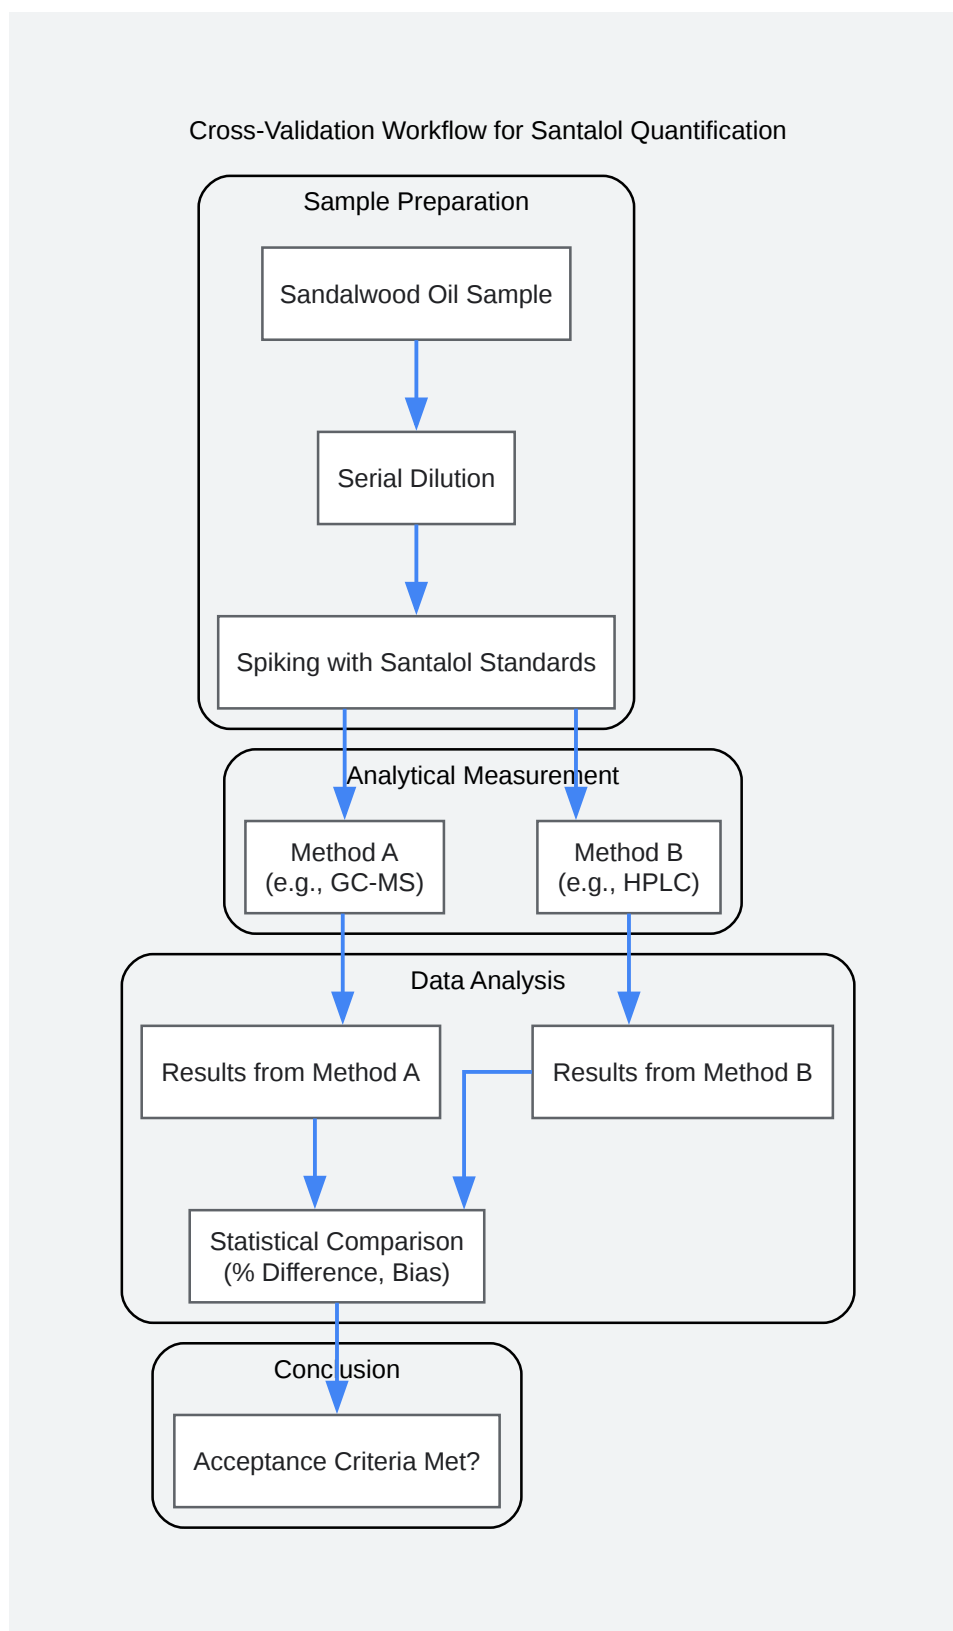 Cross-Validation Workflow for Santalol Quantification
Sample Preparation
Sandalwood Oil Sample
Serial Dilution
Spiking with Santalol Standards
Analytical Measurement
Method A
(e.g., GC-MS)
Method B
(e.g., HPLC)
Data Analysis
Results from Method A
Results from Method B
Statistical Comparison
(% Difference, Bias)
Conclusion
Acceptance Criteria Met?